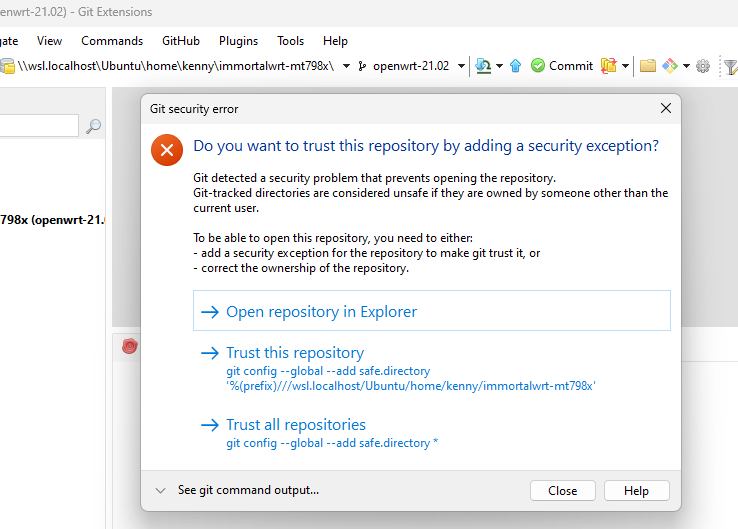 enwrt-21.02) - Git Extensions
gate View Commands GitHub Plugins Tools Help
\\wsl.localhost\Ubuntu\home\kenny\immortalwrt-mt798x\ openwrt-21.02 Commit
Git security error
Do you want to trust this repository by adding a security exception?
Git detected a security problem that prevents opening the repository.
Git-tracked directories are considered unsafe if they are owned by someone other than the
current user.
798x (openwrt-21.0
To be able to open this repository, you need to either:
- add a security exception for the repository to make git trust it, or
- correct the ownership of the repository.
Open repository in Explorer
Trust this repository
git config --global --add safe.directory
'%(prefix)///wsl.localhost/Ubuntu/home/kenny/immortalwrt-mt798x'
Trust all repositories
git config --global --add safe.directory *
See git command output...
Close
Help